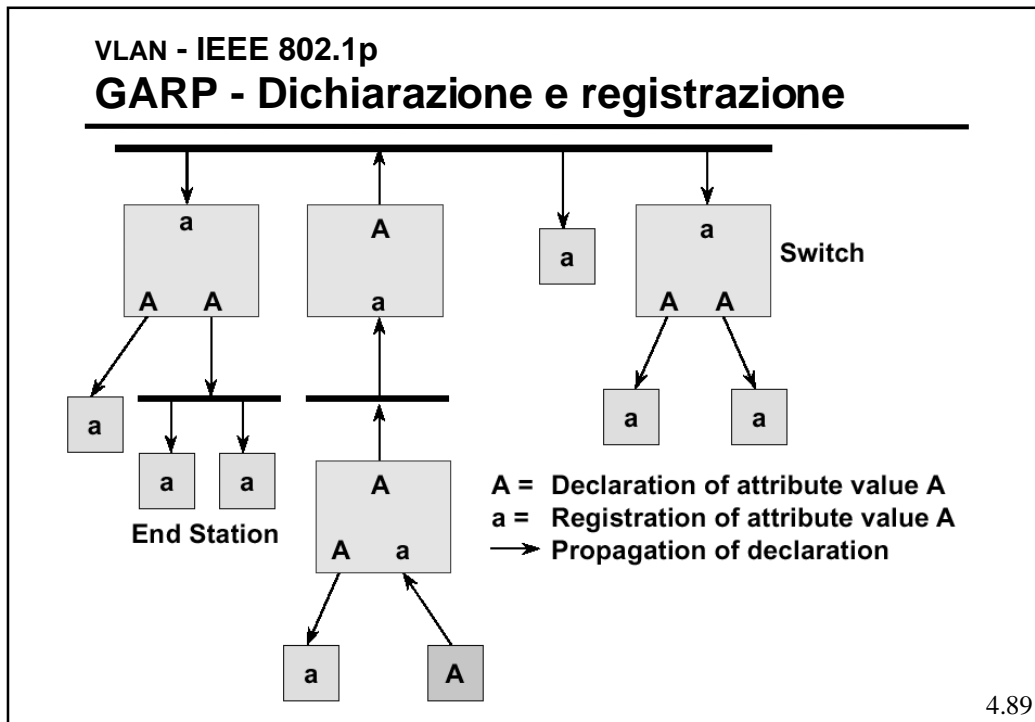 VLAN - IEEE 802.1p
GARP - Dichiarazione e registrazione
a
A
a
a
Switch
A A
a
A A
a
a
a
a
a
a
End Station
A
A a
A = Declaration of attribute value A
a = Registration of attribute value A
Propagation of declaration
a
A
4.89